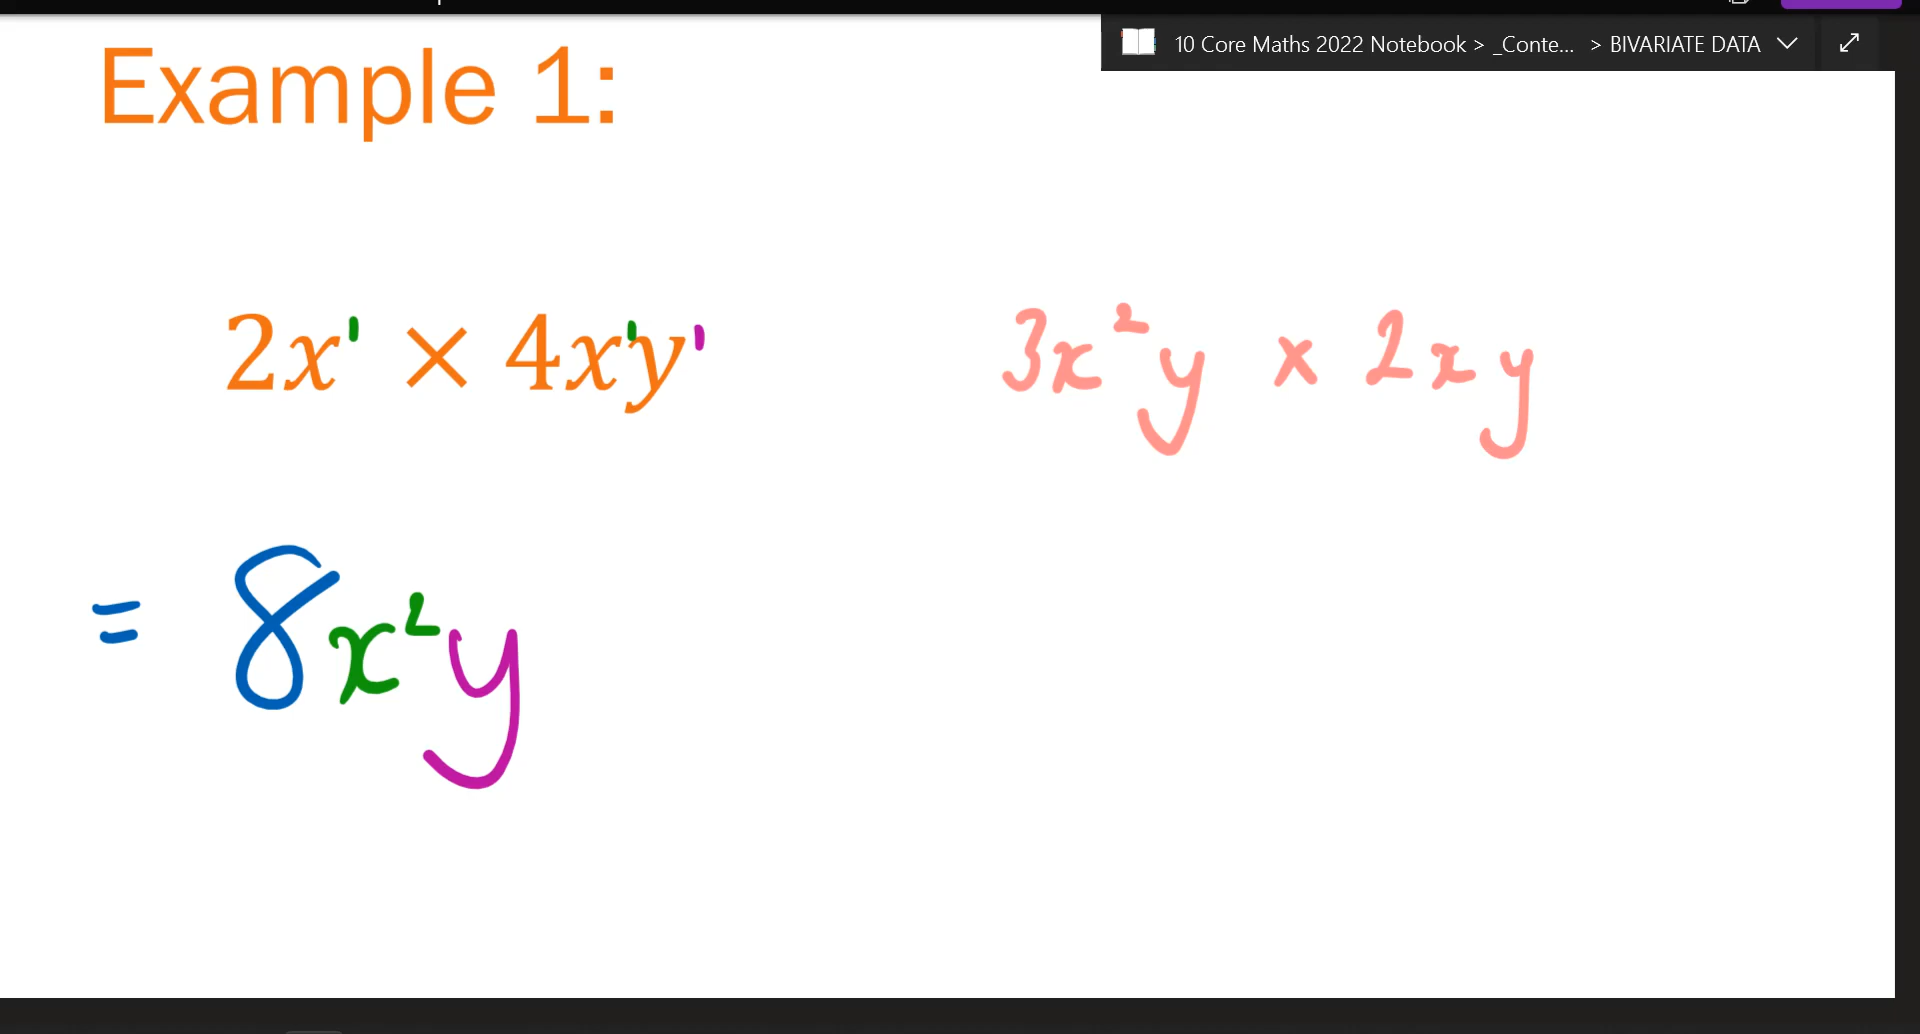 10 Core Maths 2022 Notebook > _Conte... > BIVARIATE DATA
Example 1:
2x¹ × 4x¹y¹
3x²y × 2xy
= 8x²y